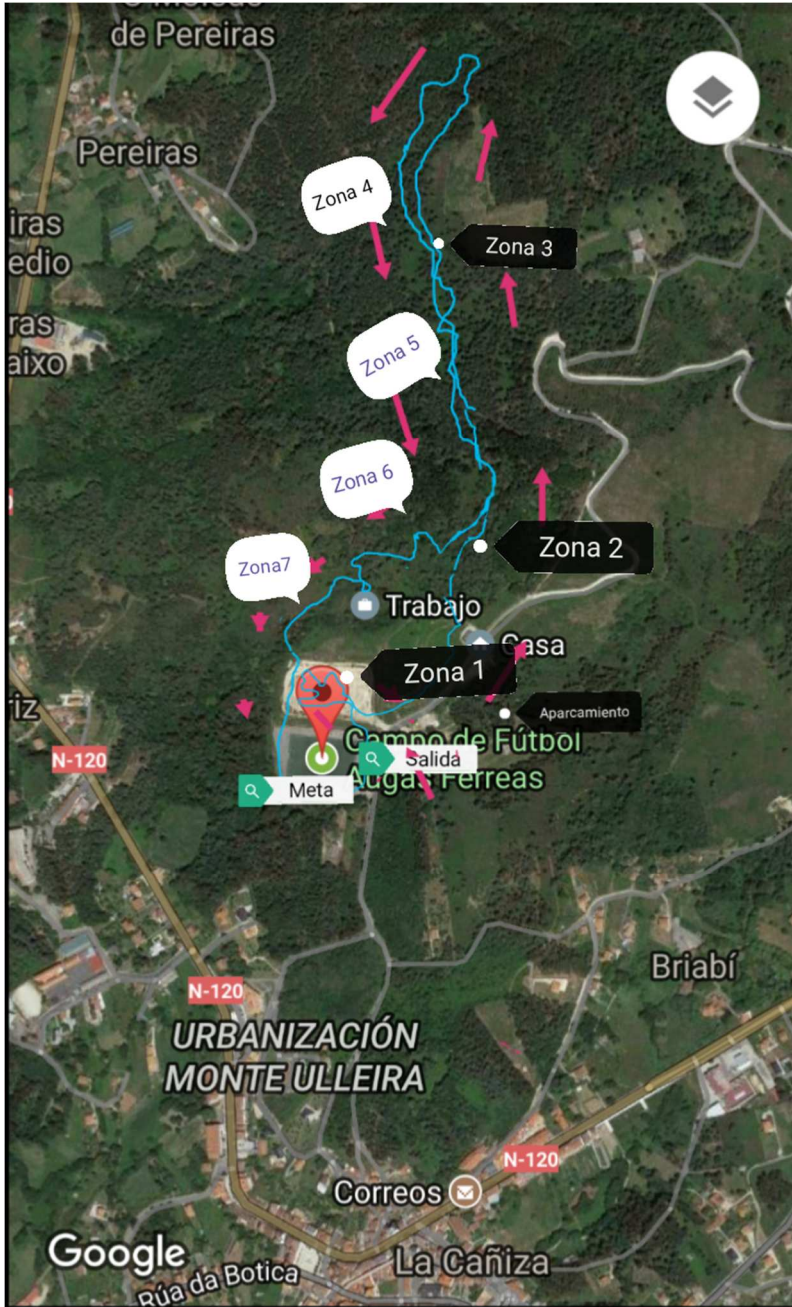 de Pereiras
Pereiras
Zona 4
iras
edio
Zona 3
ras
aixo
Zona 5
Zona 6
Zona 2
Zona7
Trabajo
Casa
Zona 1
riz
Aparcamiento
N-120
Campo de Fútbol
Salida
Augas Férreas
Meta
Briabí
N-120
URBANIZACIÓN
MONTE ULLEIRA
N-120
Correos
Google
La Cañiza
Rúa da Botica